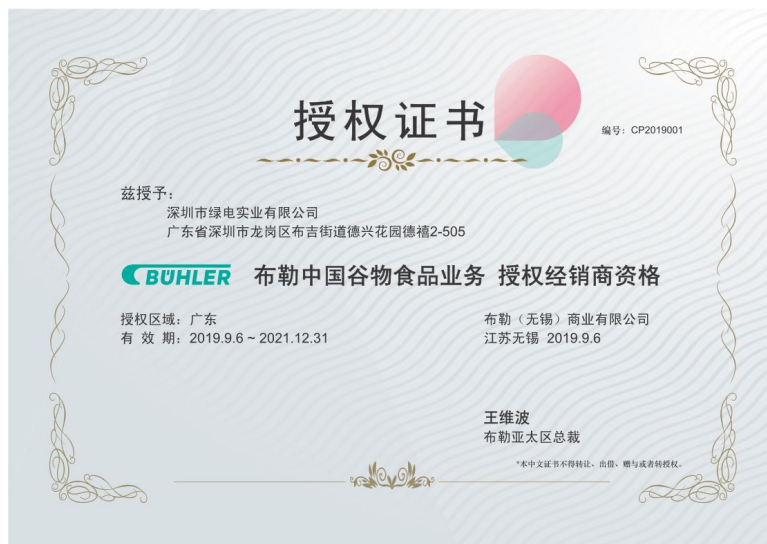 授权证书
编号：CP2019001
兹授予：
深圳市绿电实业有限公司
广东省深圳市龙岗区布吉街道德兴花园德禧2-505
BÜHLER 布勒中国谷物食品业务 授权经销商资格
授权区域：广东
布勒（无锡）商业有限公司
有 效 期：2019.9.6 ~ 2021.12.31
江苏无锡 2019.9.6
王维波
布勒亚太区总裁
*本中文证书不得转让、出借、赠与或者转授权。